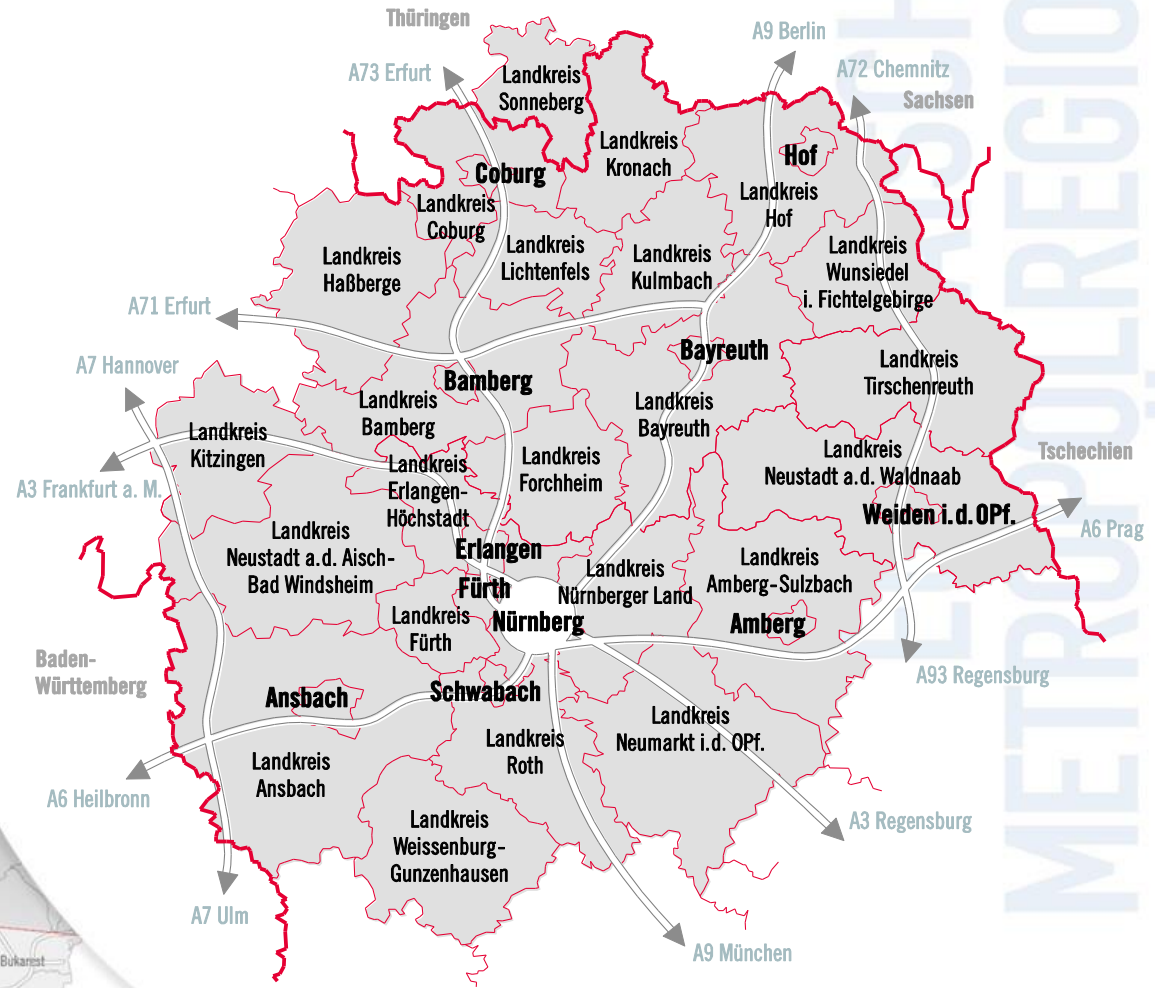 Thüringen
A9 Berlin
A73 Erfurt
A72 Chemnitz
Sachsen
Landkreis
Sonneberg
Landkreis
Kronach
Hof
Coburg
Landkreis
Hof
Landkreis
Coburg
Landkreis
Haßberge
Landkreis
Lichtenfels
Landkreis
Kulmbach
Landkreis
Wunsiedel
i. Fichtelgebirge
A71 Erfurt
A7 Hannover
Bayreuth
Landkreis
Tirschenreuth
Bamberg
Landkreis
Bamberg
Landkreis
Bayreuth
Landkreis
Kitzingen
A3 Frankfurt a. M.
Landkreis
Erlangen-
Höchstadt
Landkreis
Forchheim
Landkreis
Neustadt a.d. Waldnaab
Tschechien
Weiden i.d. OPf.
A6 Prag
Landkreis
Neustadt a.d. Aisch-
Bad Windsheim
Erlangen
Fürth
Nürnberg
Landkreis
Nürnberger Land
Landkreis
Amberg-Sulzbach
Amberg
Landkreis
Fürth
Baden-
Württemberg
A93 Regensburg
Ansbach
Schwabach
Landkreis
Neumarkt i.d. OPf.
Landkreis
Roth
Landkreis
Ansbach
A6 Heilbronn
Landkreis
Weissenburg-
Gunzenhausen
A3 Regensburg
A7 Ulm
A9 München
Bukarest
METROPOLREGIO